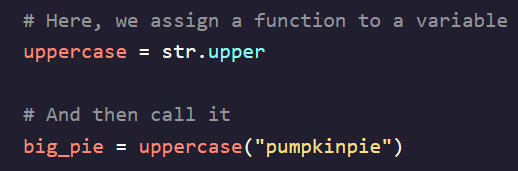 # Here, we assign a function to a variable
uppercase = str.upper
# And then call it
big_pie = uppercase("pumpkinpie")